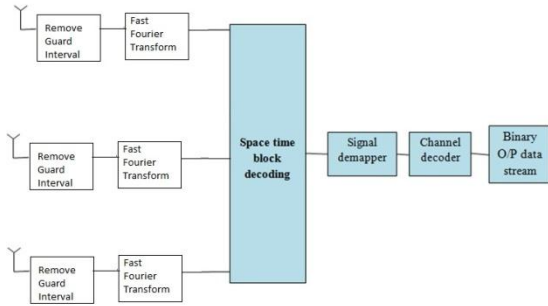 Remove
Guard
Interval
Fast
Fourier
Transform
Remove
Guard
Interval
Fast
Fourier
Transform
Remove
Guard
Interval
Fast
Fourier
Transform
Space time
block
decoding
Signal
demapper
Channel
decoder
Binary
O/P data
stream